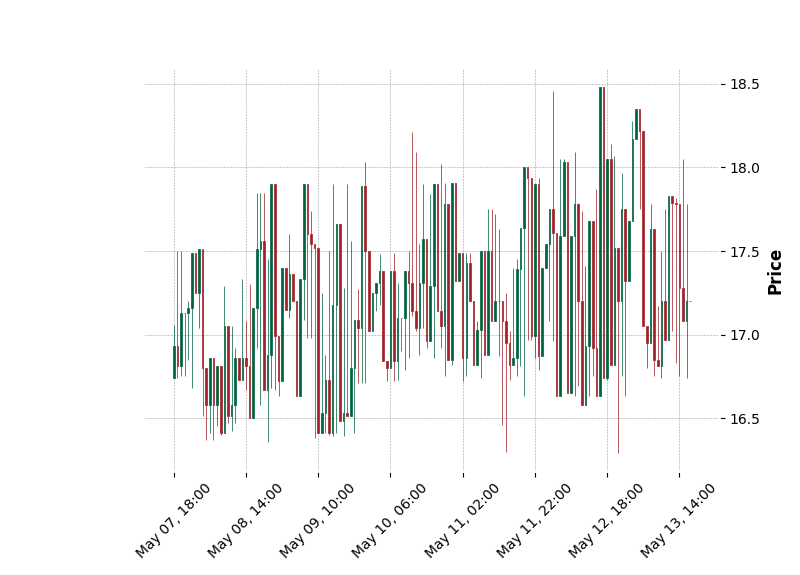 18.5
18.0
17.5
17.0
16.5
Price
May 07, 18:00
May 08, 14:00
May 09, 10:00
May 10, 06:00
May 11, 02:00
May 11, 22:00
May 12, 18:00
May 13, 14:00